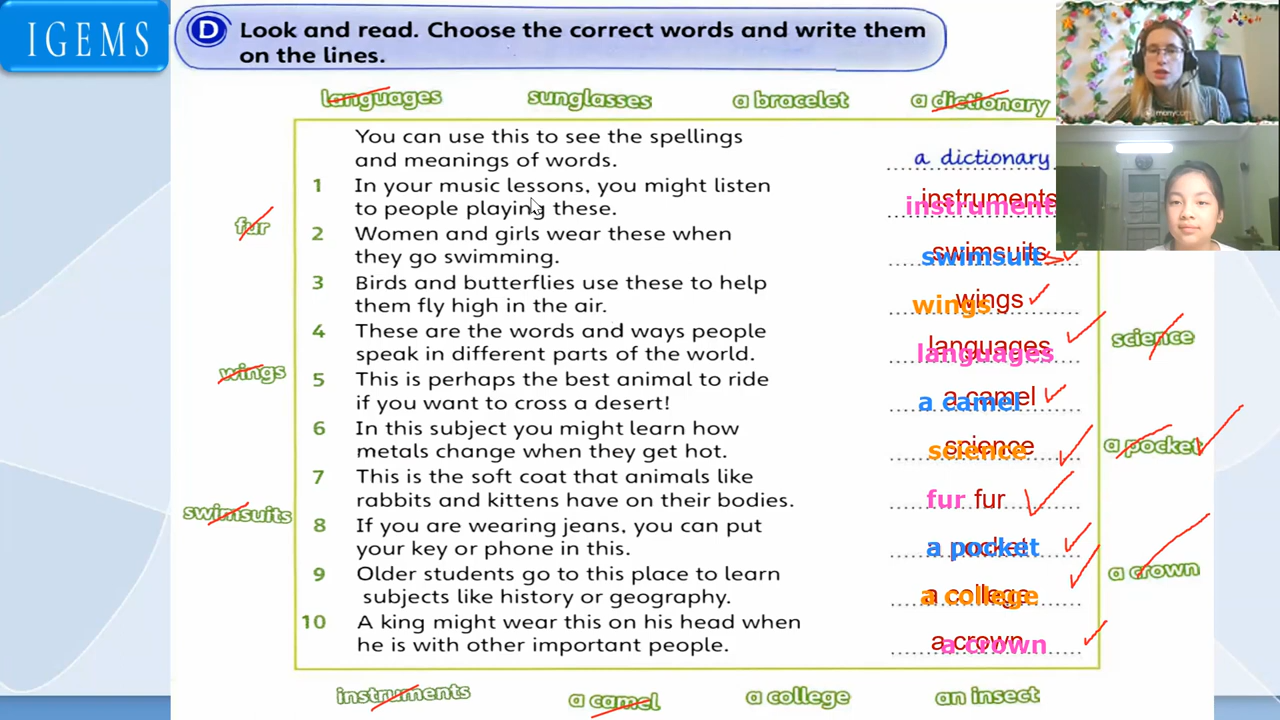 IGEMS
D Look and read. Choose the correct words and write them
on the lines.
languages sunglasses a bracelet a dictionary
You can use this to see the spellings
and meanings of words. a dictionary
1 In your music lessons, you might listen instruments
to people playing these. instrument
fur
2 Women and girls wear these when swimsuits
they go swimming. swimsuit
3 Birds and butterflies use these to help wings
them fly high in the air. wings
4 These are the words and ways people languages
speak in different parts of the world. languages
science
wings
5 This is perhaps the best animal to ride a camel
if you want to cross a desert! a camel
6 In this subject you might learn how science
metals change when they get hot. science
a pocket
7 This is the soft coat that animals like
rabbits and kittens have on their bodies. fur fur
swimsuits
8 If you are wearing jeans, you can put a pocket
your key or phone in this. a pocket
9 Older students go to this place to learn a college
subjects like history or geography. a college
a crown
10 A king might wear this on his head when a crown
he is with other important people. a crown
instruments a camel a college an insect